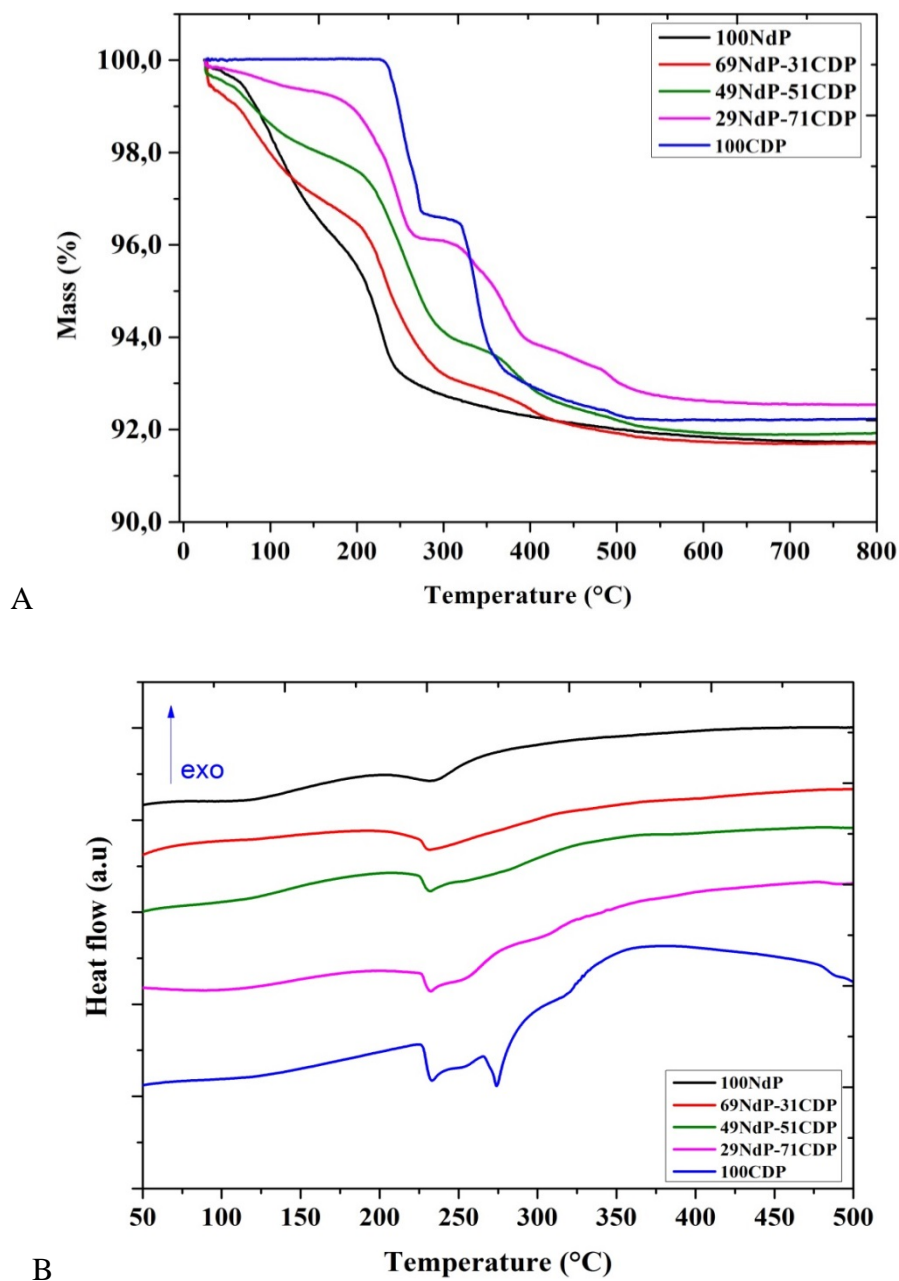 100,0
98,0
96,0
94,0
92,0
90,0
Mass (%)
100NdP
69NdP-31CDP
49NdP-51CDP
29NdP-71CDP
100CDP
0 100 200 300 400 500 600 700 800
Temperature (°C)
A
exo
Heat flow (a.u)
100NdP
69NdP-31CDP
49NdP-51CDP
29NdP-71CDP
100CDP
50 100 150 200 250 300 350 400 450 500
Temperature (°C)
B